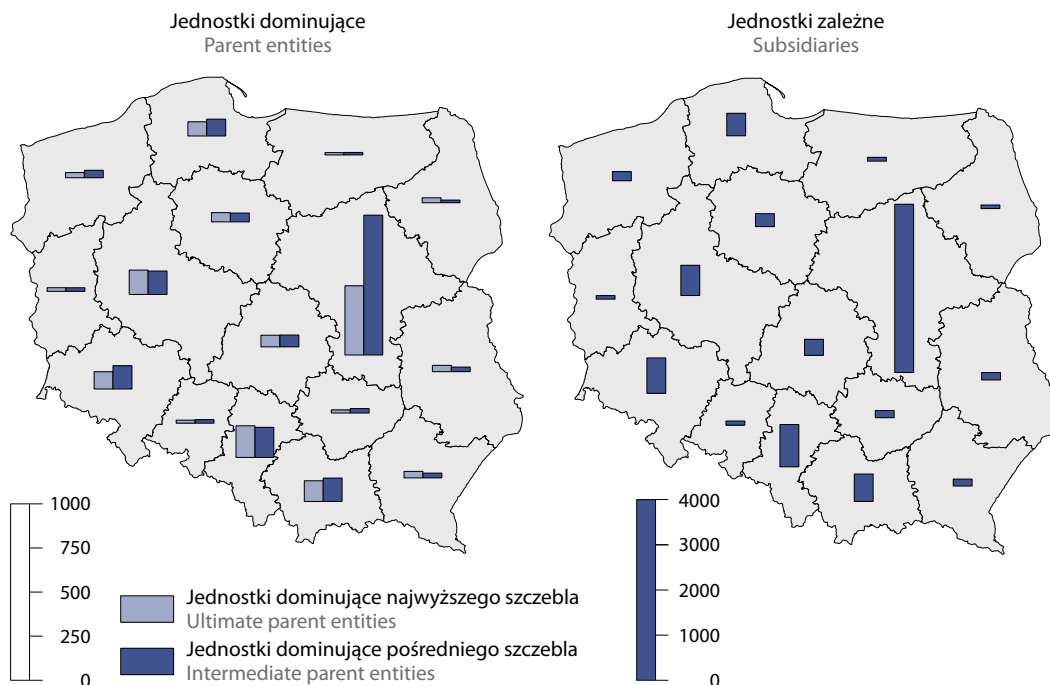 Jednostki dominujące
Parent entities
Jednostki zależne
Subsidiaries
1000
750
500
250
0
Jednostki dominujące najwyższego szczebla
Ultimate parent entities
Jednostki dominujące pośredniego szczebla
Intermediate parent entities
4000
3000
2000
1000
0